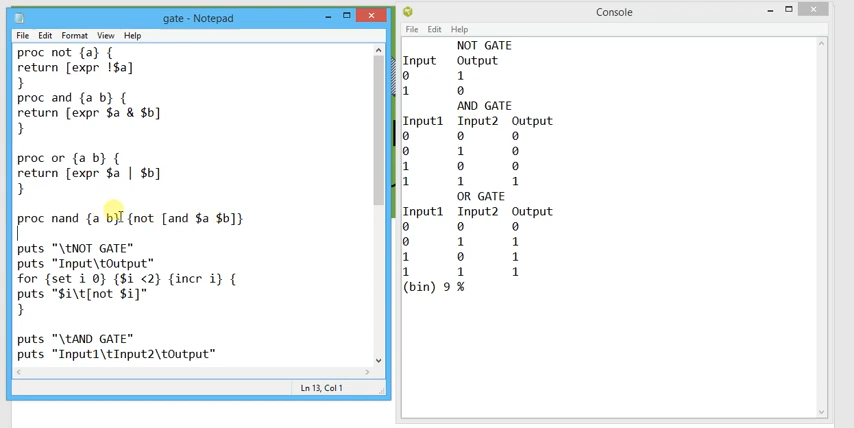 gate - Notepad
File Edit Format View Help
proc not {a} {
return [expr !$a]
}
proc and {a b} {
return [expr $a & $b]
}
proc or {a b} {
return [expr $a | $b]
}
proc nand {a b} {not [and $a $b]}
puts "\tNOT GATE"
puts "Input\tOutput"
for {set i 0} {$i <2} {incr i} {
puts "$i\t[not $i]"
}
puts "\tAND GATE"
puts "Input1\tInput2\tOutput"
Ln 13, Col 1
Console
File Edit Help
NOT GATE
Input Output
0 1
1 0
AND GATE
Input1 Input2 Output
0 0 0
0 1 0
1 0 0
1 1 1
OR GATE
Input1 Input2 Output
0 0 0
0 1 1
1 0 1
1 1 1
(bin) 9 %